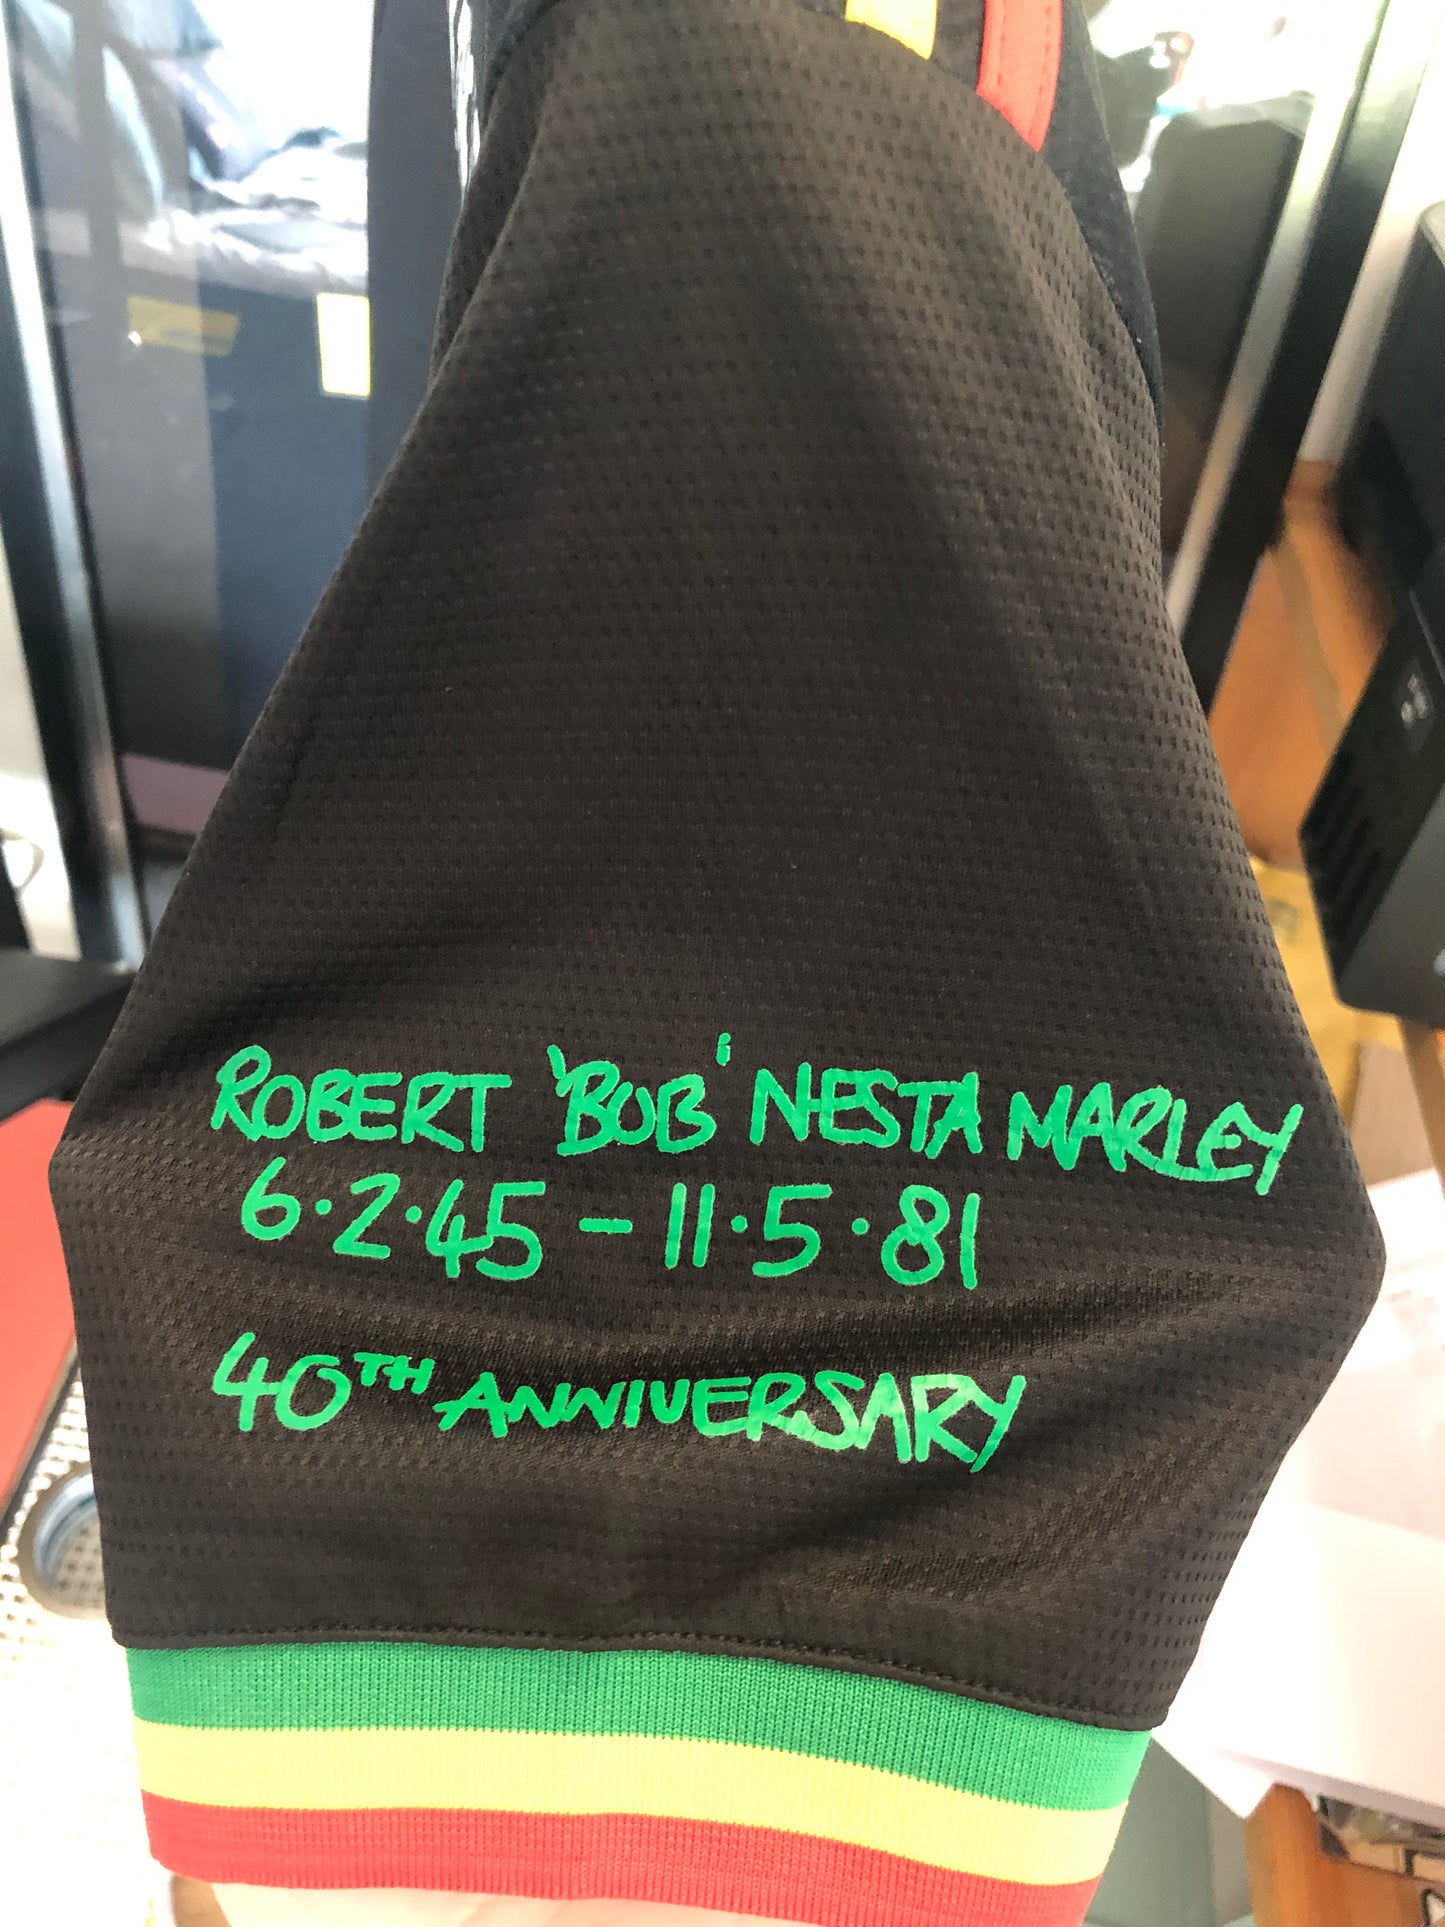 ROBERT 'BOB' NESTA MARLEY
6·2·45 – 11·5·81
40TH ANNIVERSARY